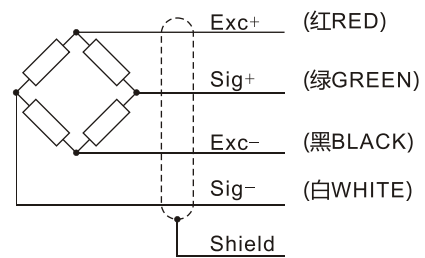 Exc+ (红RED)
Sig+ (绿GREEN)
Exc− (黑BLACK)
Sig− (白WHITE)
Shield